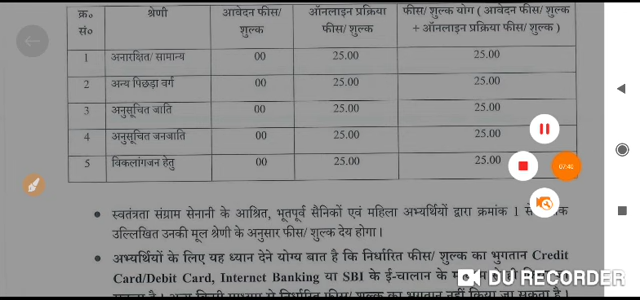 क्र० सं० श्रेणी आवेदन फीस/ शुल्क ऑनलाइन प्रक्रिया फीस/ शुल्क फीस/ शुल्क योग ( आवेदन फीस/ शुल्क + ऑनलाइन प्रक्रिया फीस/ शुल्क )
1 अनारक्षित/ सामान्य 00 25.00 25.00
2 अन्य पिछड़ा वर्ग 00 25.00 25.00
3 अनुसूचित जाति 00 25.00 25.00
4 अनुसूचित जनजाति 00 25.00 25.00
5 विकलांगजन हेतु 00 25.00 25.00
07:40
• स्वतंत्रता संग्राम सेनानी के आश्रित, भूतपूर्व सैनिकों एवं महिला अभ्यर्थियों द्वारा क्रमांक 1
उल्लिखित उनकी मूल श्रेणी के अनुसार फीस/ शुल्क देय होगा ।
• अभ्यर्थियों के लिए यह ध्यान देने योग्य बात है कि निर्धारित फीस/ शुल्क का भुगतान Credit
Card/Debit Card, Internet Banking या SBI के ई-चालान के
DU RECORDER